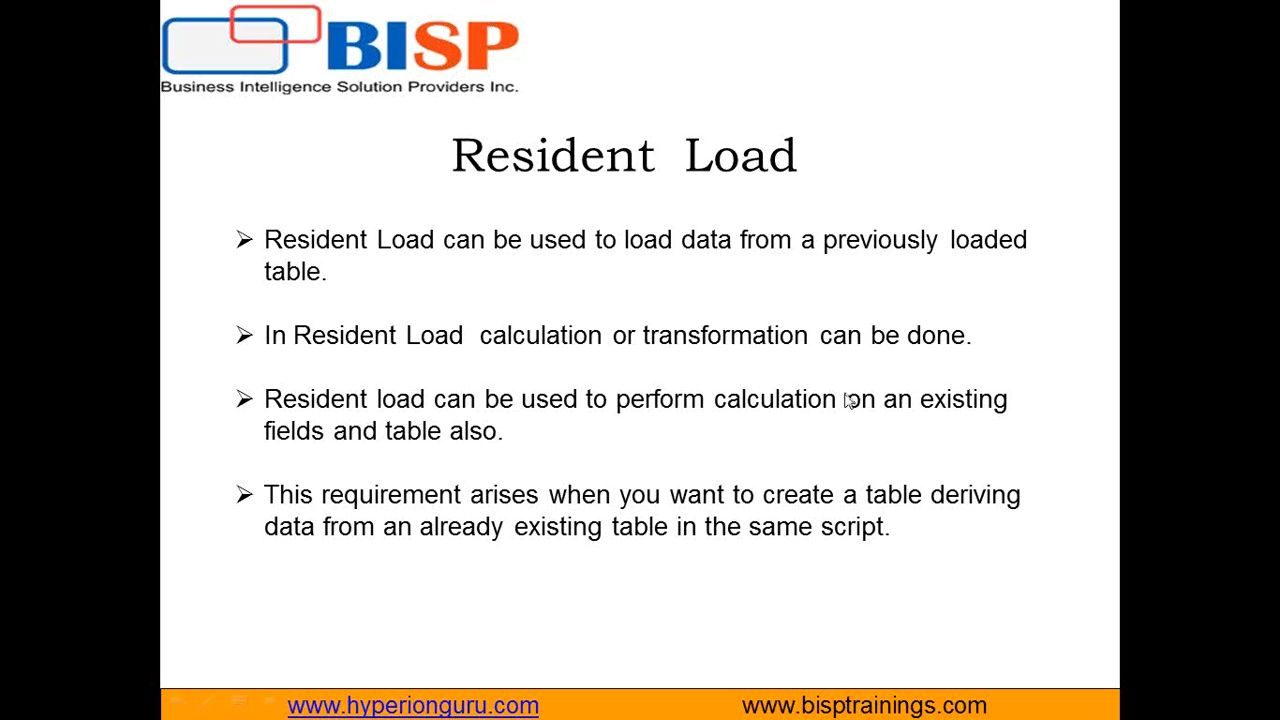 BISP
Business Intelligence Solution Providers Inc.
Resident Load
➢ Resident Load can be used to load data from a previously loaded
table.
➢ In Resident Load calculation or transformation can be done.
➢ Resident load can be used to perform calculation on an existing
fields and table also.
➢ This requirement arises when you want to create a table deriving
data from an already existing table in the same script.
www.hyperionguru.com
www.bisptrainings.com